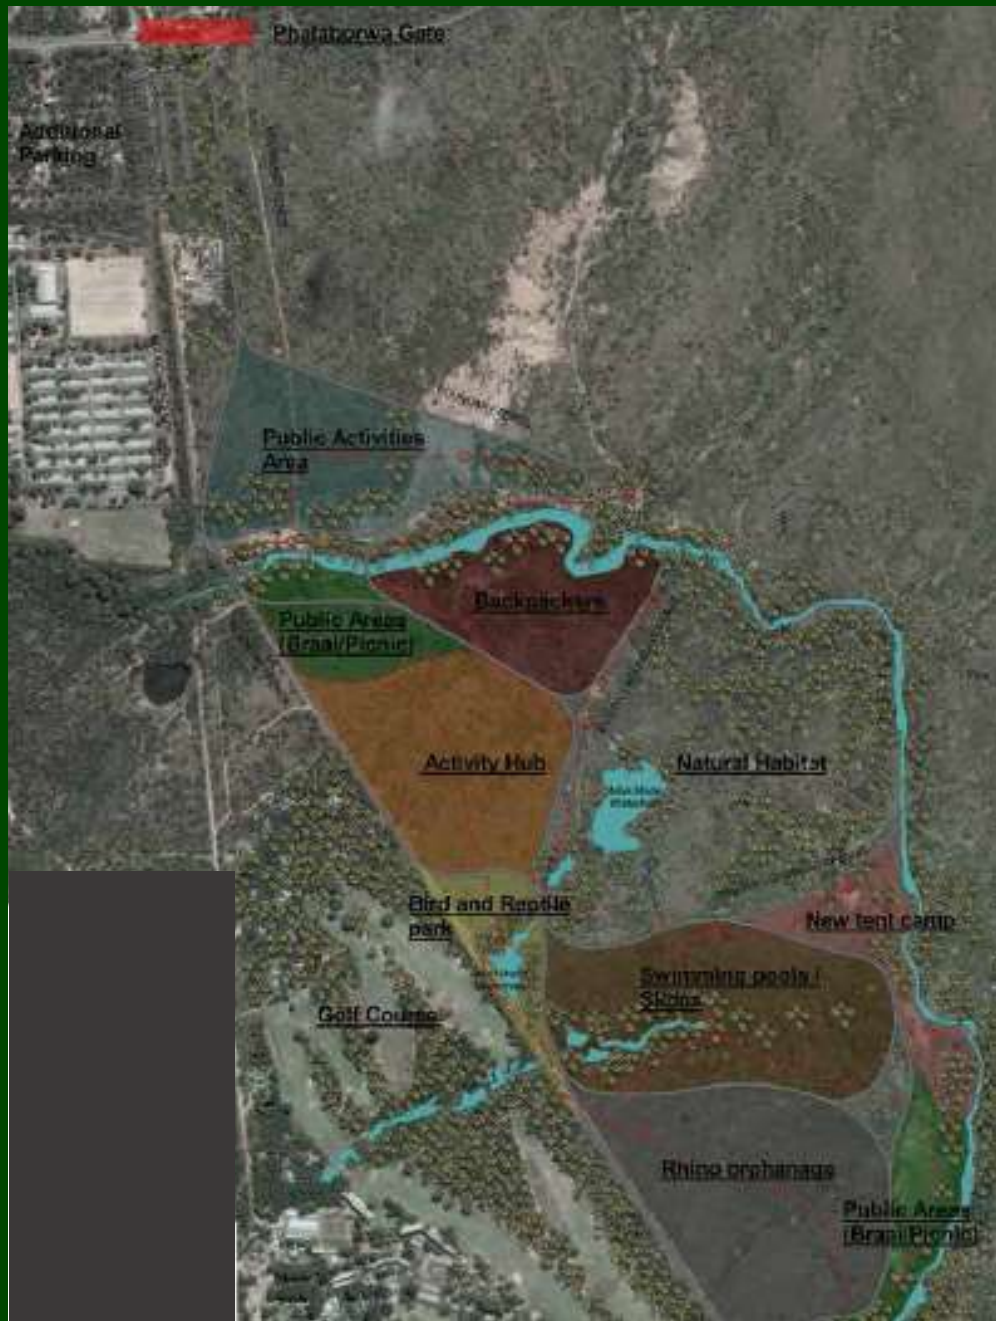 Phalaborwa Gate
Additional
Parking
Public Activities
Area
Backpackers
Public Areas
(Braai/Picnic)
Activity Hub
Natural Habitat
Bird and Reptile
park
New tent camp
Swimming pools /
Slides
Golf Course
Rhino orphanage
Public Areas
(Braai/Picnic)